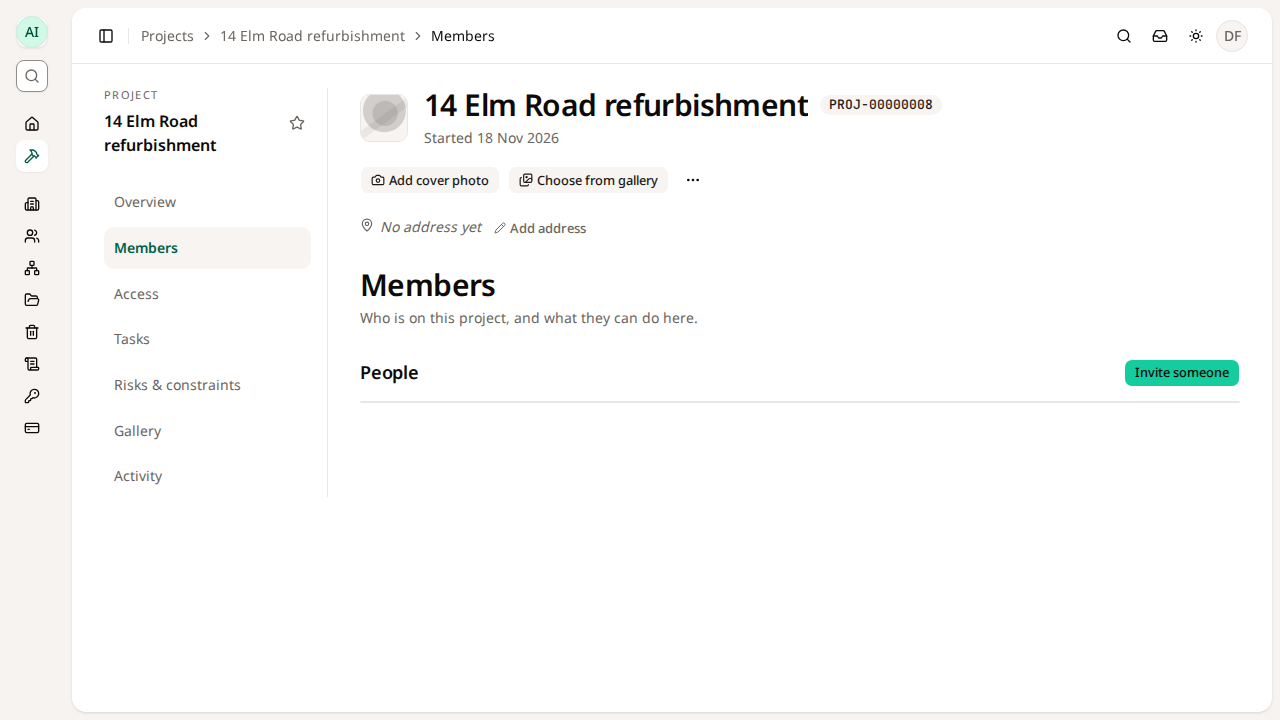 AI
Projects
14 Elm Road refurbishment
Members
DF
PROJECT
14 Elm Road
refurbishment
Overview
Members
Access
Tasks
Risks & constraints
Gallery
Activity
14 Elm Road refurbishment
PROJ-00000008
Started 18 Nov 2026
Add cover photo
Choose from gallery
No address yet
Add address
Members
Who is on this project, and what they can do here.
People
Invite someone